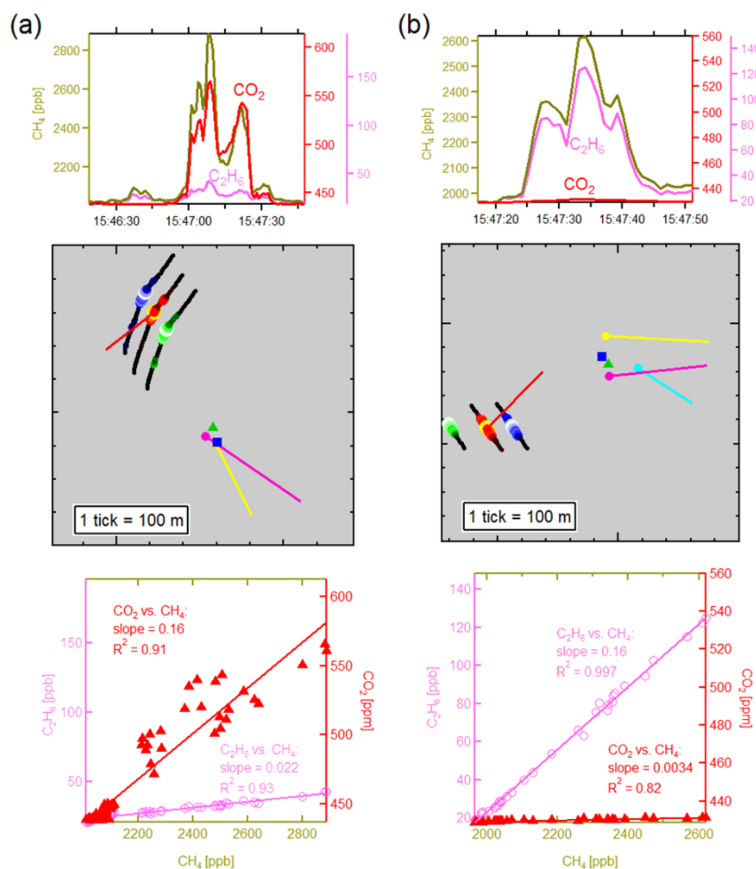 (a)
(b)
CH4 [ppb]
2800
2600
2400
2200
600
550
500
450
150
100
50
CO2
C2H6
15:46:30
15:47:00
15:47:30
CH4 [ppb]
2600
2500
2400
2300
2200
2100
2000
560
540
520
500
480
460
440
140
120
100
80
60
40
20
C2H6
CO2
15:47:20
15:47:30
15:47:40
15:47:50
1 tick = 100 m
1 tick = 100 m
C2H6 [ppb]
150
100
50
CO2 vs. CH4:
slope = 0.16
R2 = 0.91
C2H6 vs. CH4:
slope = 0.022
R2 = 0.93
600
550
500
450
CO2 [ppm]
2200
2400
2600
2800
CH4 [ppb]
C2H6 [ppb]
140
120
100
80
60
40
20
C2H6 vs. CH4:
slope = 0.16
R2 = 0.997
CO2 vs. CH4:
slope = 0.0034
R2 = 0.82
560
540
520
500
480
460
440
CO2 [ppm]
2000
2200
2400
2600
CH4 [ppb]